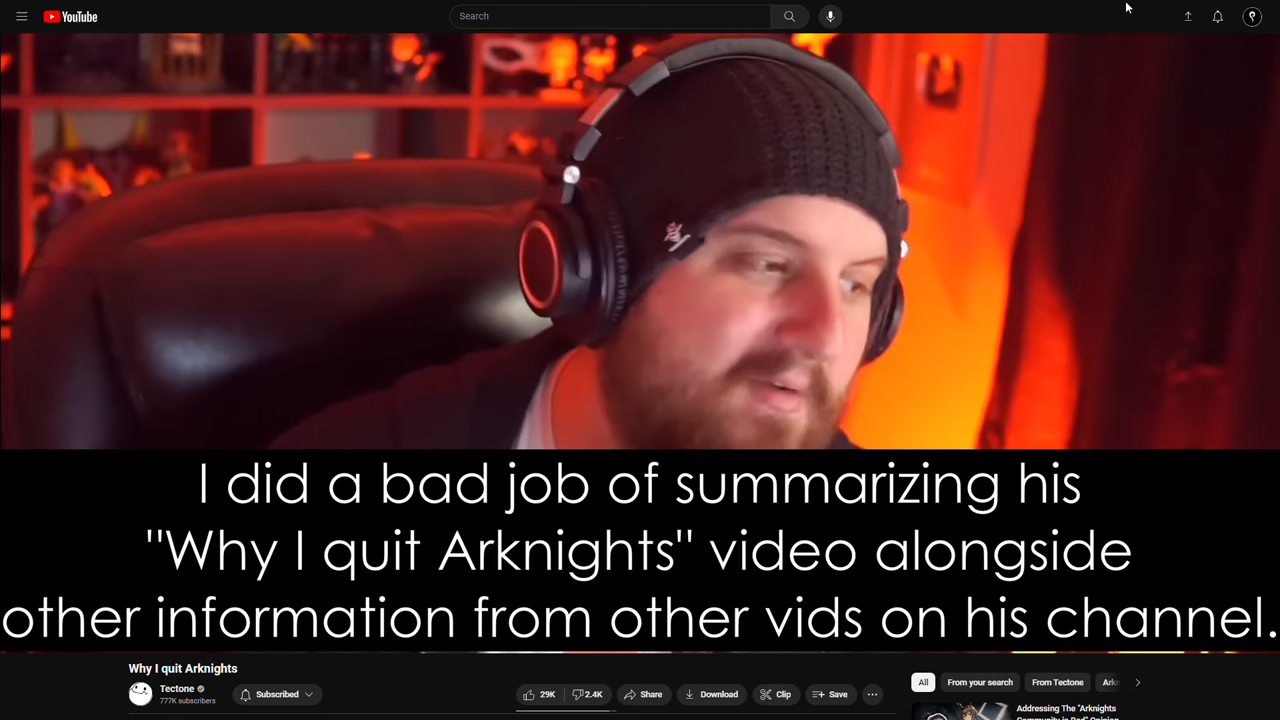 YouTube
Search
I did a bad job of summarizing his
"Why I quit Arknights" video alongside
other information from other vids on his channel.
Why I quit Arknights
Tectone
777K subscribers
Subscribed
29K
2.4K
Share
Download
Clip
Save
All
From your search
From Tectone
Addressing The "Arknights